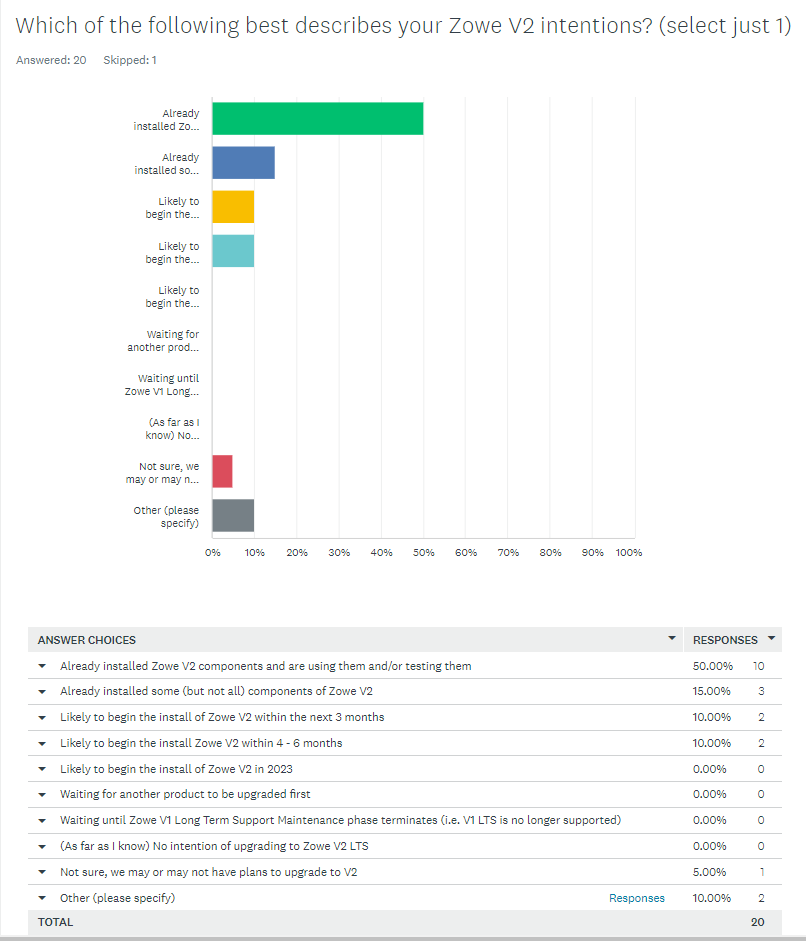 Which of the following best describes your Zowe V2 intentions? (select just 1)
Answered: 20 Skipped: 1
Already
installed Zo...
Already
installed so...
Likely to
begin the...
Likely to
begin the...
Likely to
begin the...
Waiting for
another prod...
Waiting until
Zowe V1 Long...
(As far as I
know) No...
Not sure, we
may or may n...
Other (please
specify)
0% 10% 20% 30% 40% 50% 60% 70% 80% 90% 100%
ANSWER CHOICES RESPONSES
Already installed Zowe V2 components and are using them and/or testing them 50.00% 10
Already installed some (but not all) components of Zowe V2 15.00% 3
Likely to begin the install of Zowe V2 within the next 3 months 10.00% 2
Likely to begin the install Zowe V2 within 4 - 6 months 10.00% 2
Likely to begin the install of Zowe V2 in 2023 0.00% 0
Waiting for another product to be upgraded first 0.00% 0
Waiting until Zowe V1 Long Term Support Maintenance phase terminates (i.e. V1 LTS is no longer supported) 0.00% 0
(As far as I know) No intention of upgrading to Zowe V2 LTS 0.00% 0
Not sure, we may or may not have plans to upgrade to V2 5.00% 1
Other (please specify) Responses 10.00% 2
TOTAL 20